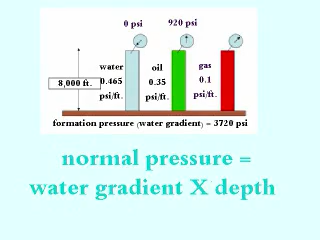 0 psi 920 psi
water oil gas
8,000 ft. 0.465 0.35 0.1
psi/ft. psi/ft. psi/ft.
formation pressure (water gradient) = 3720 psi
normal pressure =
water gradient X depth